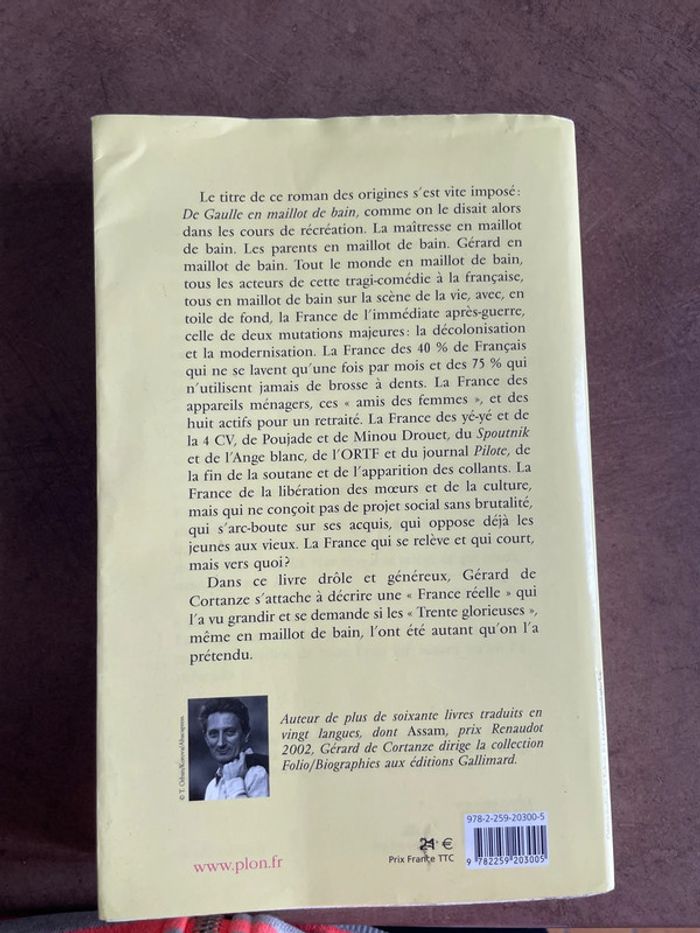 Le titre de ce roman des origines s'est vite imposé :
De Gaulle en maillot de bain, comme on le disait alors
dans les cours de récréation. La maîtresse en maillot
de bain. Les parents en maillot de bain. Gérard en
maillot de bain. Tout le monde en maillot de bain,
tous les acteurs de cette tragi-comédie à la française,
tous en maillot de bain sur la scène de la vie, avec, en
toile de fond, la France de l'immédiate après-guerre,
celle de deux mutations majeures : la décolonisation
et la modernisation. La France des 40 % de Français
qui ne se lavent qu'une fois par mois et des 75 % qui
n'utilisent jamais de brosse à dents. La France des
appareils ménagers, ces « amis des femmes », et des
huit actifs pour un retraité. La France des yé-yé et de
la 4 CV, de Poujade et de Minou Drouet, du Spoutnik
et de l'Ange blanc, de l'ORTF et du journal Pilote, de
la fin de la soutane et de l'apparition des collants. La
France de la libération des mœurs et de la culture,
mais qui ne conçoit pas de projet social sans brutalité,
qui s'arc-boute sur ses acquis, qui oppose déjà les
jeunes aux vieux. La France qui se relève et qui court,
mais vers quoi ?
Dans ce livre drôle et généreux, Gérard de
Cortanze s'attache à décrire une « France réelle » qui
l'a vu grandir et se demande si les « Trente glorieuses »,
même en maillot de bain, l'ont été autant qu'on l'a
prétendu.
Auteur de plus de soixante livres traduits en
vingt langues, dont Assam, prix Renaudot
2002, Gérard de Cortanze dirige la collection
Folio/Biographies aux éditions Gallimard.
978-2-259-20300-5
21 €
Prix France TTC
9 782259 203005
www.plon.fr